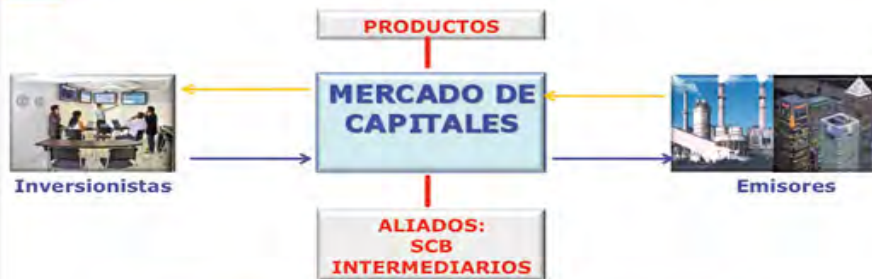 PRODUCTOS
MERCADO DE
CAPITALES
Inversionistas
Emisores
ALIADOS:
SCB
INTERMEDIARIOS